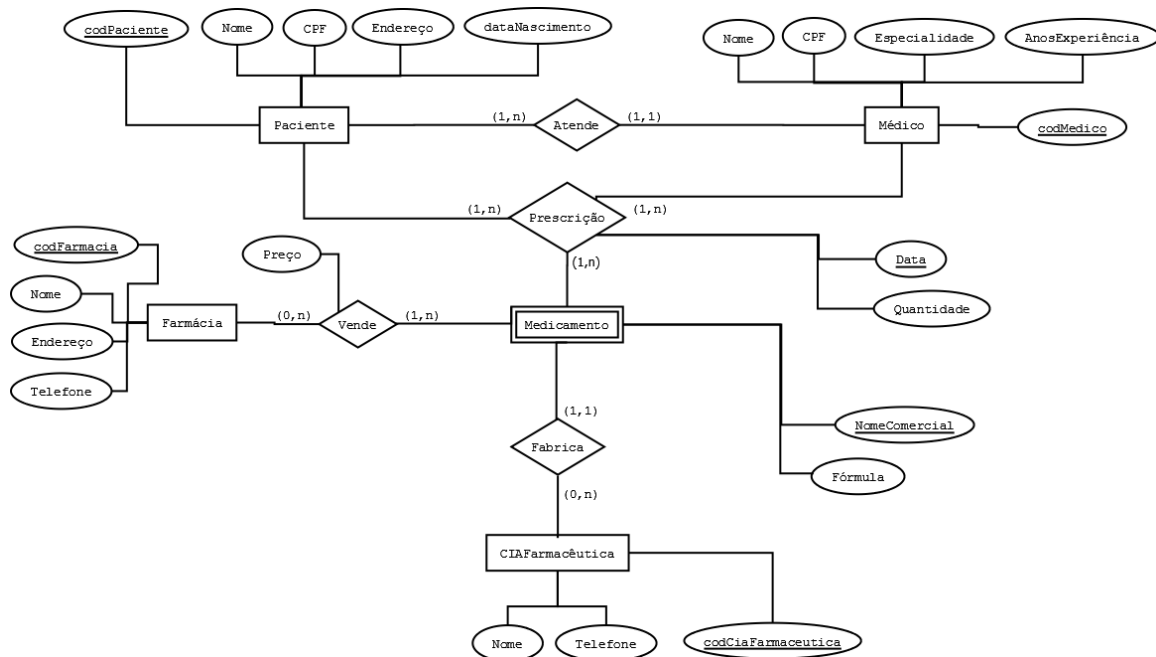 codPaciente
Nome
CPF
Endereço
dataNascimento
Nome
CPF
Especialidade
AnosExperiência
Paciente
(1,n)
Atende
(1,1)
Médico
codMedico
(1,n)
Prescrição
(1,n)
codFarmacia
Preço
(1,n)
Data
Nome
Farmácia
(0,n)
Vende
(1,n)
Medicamento
Quantidade
Endereço
Telefone
(1,1)
NomeComercial
Fabrica
Fórmula
(0,n)
CIAFarmacêutica
Nome
Telefone
codCiaFarmaceutica